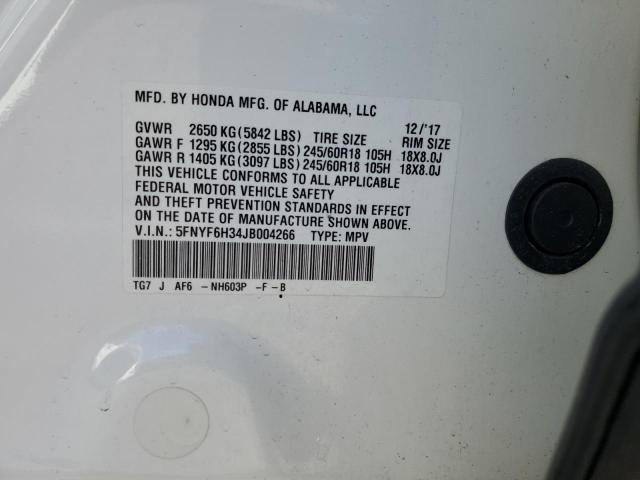 MFD. BY HONDA MFG. OF ALABAMA, LLC
GVWR 2650 KG(5842 LBS) TIRE SIZE 12/'17 RIM SIZE
GAWR F 1295 KG(2855 LBS)245/60R18 105H 18X8.0J
GAWR R 1405 KG(3097 LBS)245/60R18 105H 18X8.0J
THIS VEHICLE CONFORMS TO ALL APPLICABLE
FEDERAL MOTOR VEHICLE SAFETY
AND THEFT PREVENTION STANDARDS IN EFFECT
ON THE DATE OF MANUFACTURE SHOWN ABOVE.
V.I.N.: 5FNYF6H34JB004266 TYPE: MPV
TG7 J AF6 - NH603P -F-B